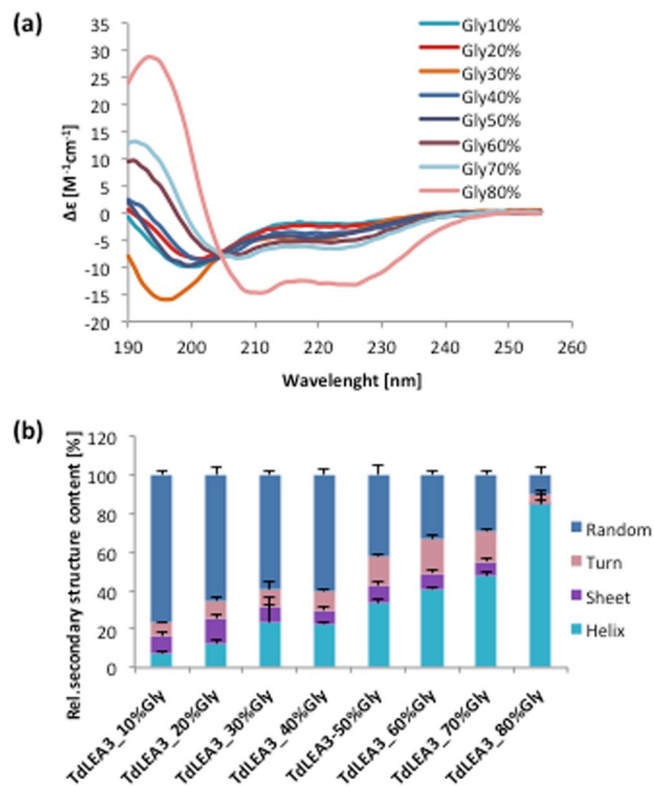 (a)
35
30
25
20
15
10
5
0
-5
-10
-15
-20
Δε [M⁻¹cm⁻¹]
190 200 210 220 230 240 250 260
Wavelenght [nm]
Gly10%
Gly20%
Gly30%
Gly40%
Gly50%
Gly60%
Gly70%
Gly80%
(b)
Rel.secondary structure content [%]
120
100
80
60
40
20
0
Random
Turn
Sheet
Helix
TdLEA3_10%Gly
TdLEA3_20%Gly
TdLEA3_30%Gly
TdLEA3_40%Gly
TdLEA3-50%Gly
TdLEA3_60%Gly
TdLEA3_70%Gly
TdLEA3_80%Gly